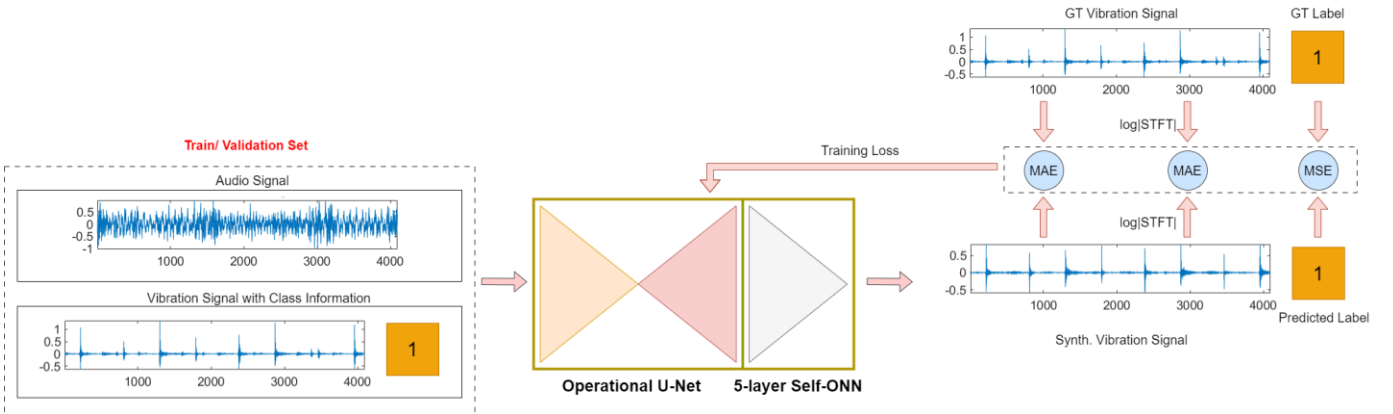 GT Vibration Signal
GT Label
1
0.5
0
-0.5
1000
2000
3000
4000
1
log|STFT|
Train/ Validation Set
Training Loss
MAE
MAE
MSE
Audio Signal
0.5
0
-0.5
-1
1000
2000
3000
4000
log|STFT|
0.5
0
-0.5
1000
2000
3000
4000
1
Vibration Signal with Class Information
1
0.5
0
-0.5
1000
2000
3000
4000
1
Predicted Label
Synth. Vibration Signal
Operational U-Net
5-layer Self-ONN